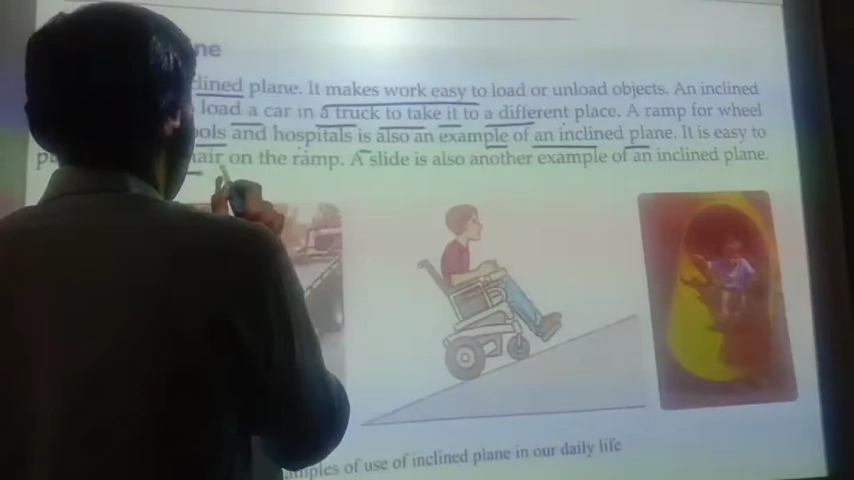 ne
clined plane. It makes work easy to load or unload objects. An inclined
load a car in a truck to take it to a different place. A ramp for wheel
ools and hospitals is also an example of an inclined plane. It is easy to
air on the ramp. A slide is also another example of an inclined plane.
amples of use of inclined plane in our daily life